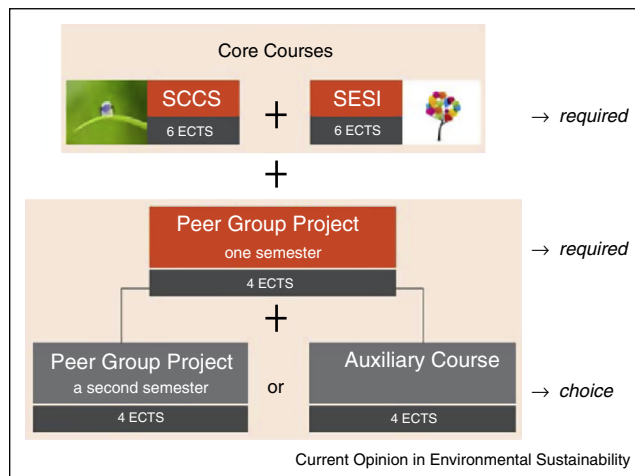 Core Courses
SCCS + SESI → required
6 ECTS 6 ECTS
+
Peer Group Project
one semester → required
4 ECTS
+
Peer Group Project Auxiliary Course
a second semester or → choice
4 ECTS 4 ECTS
Current Opinion in Environmental Sustainability